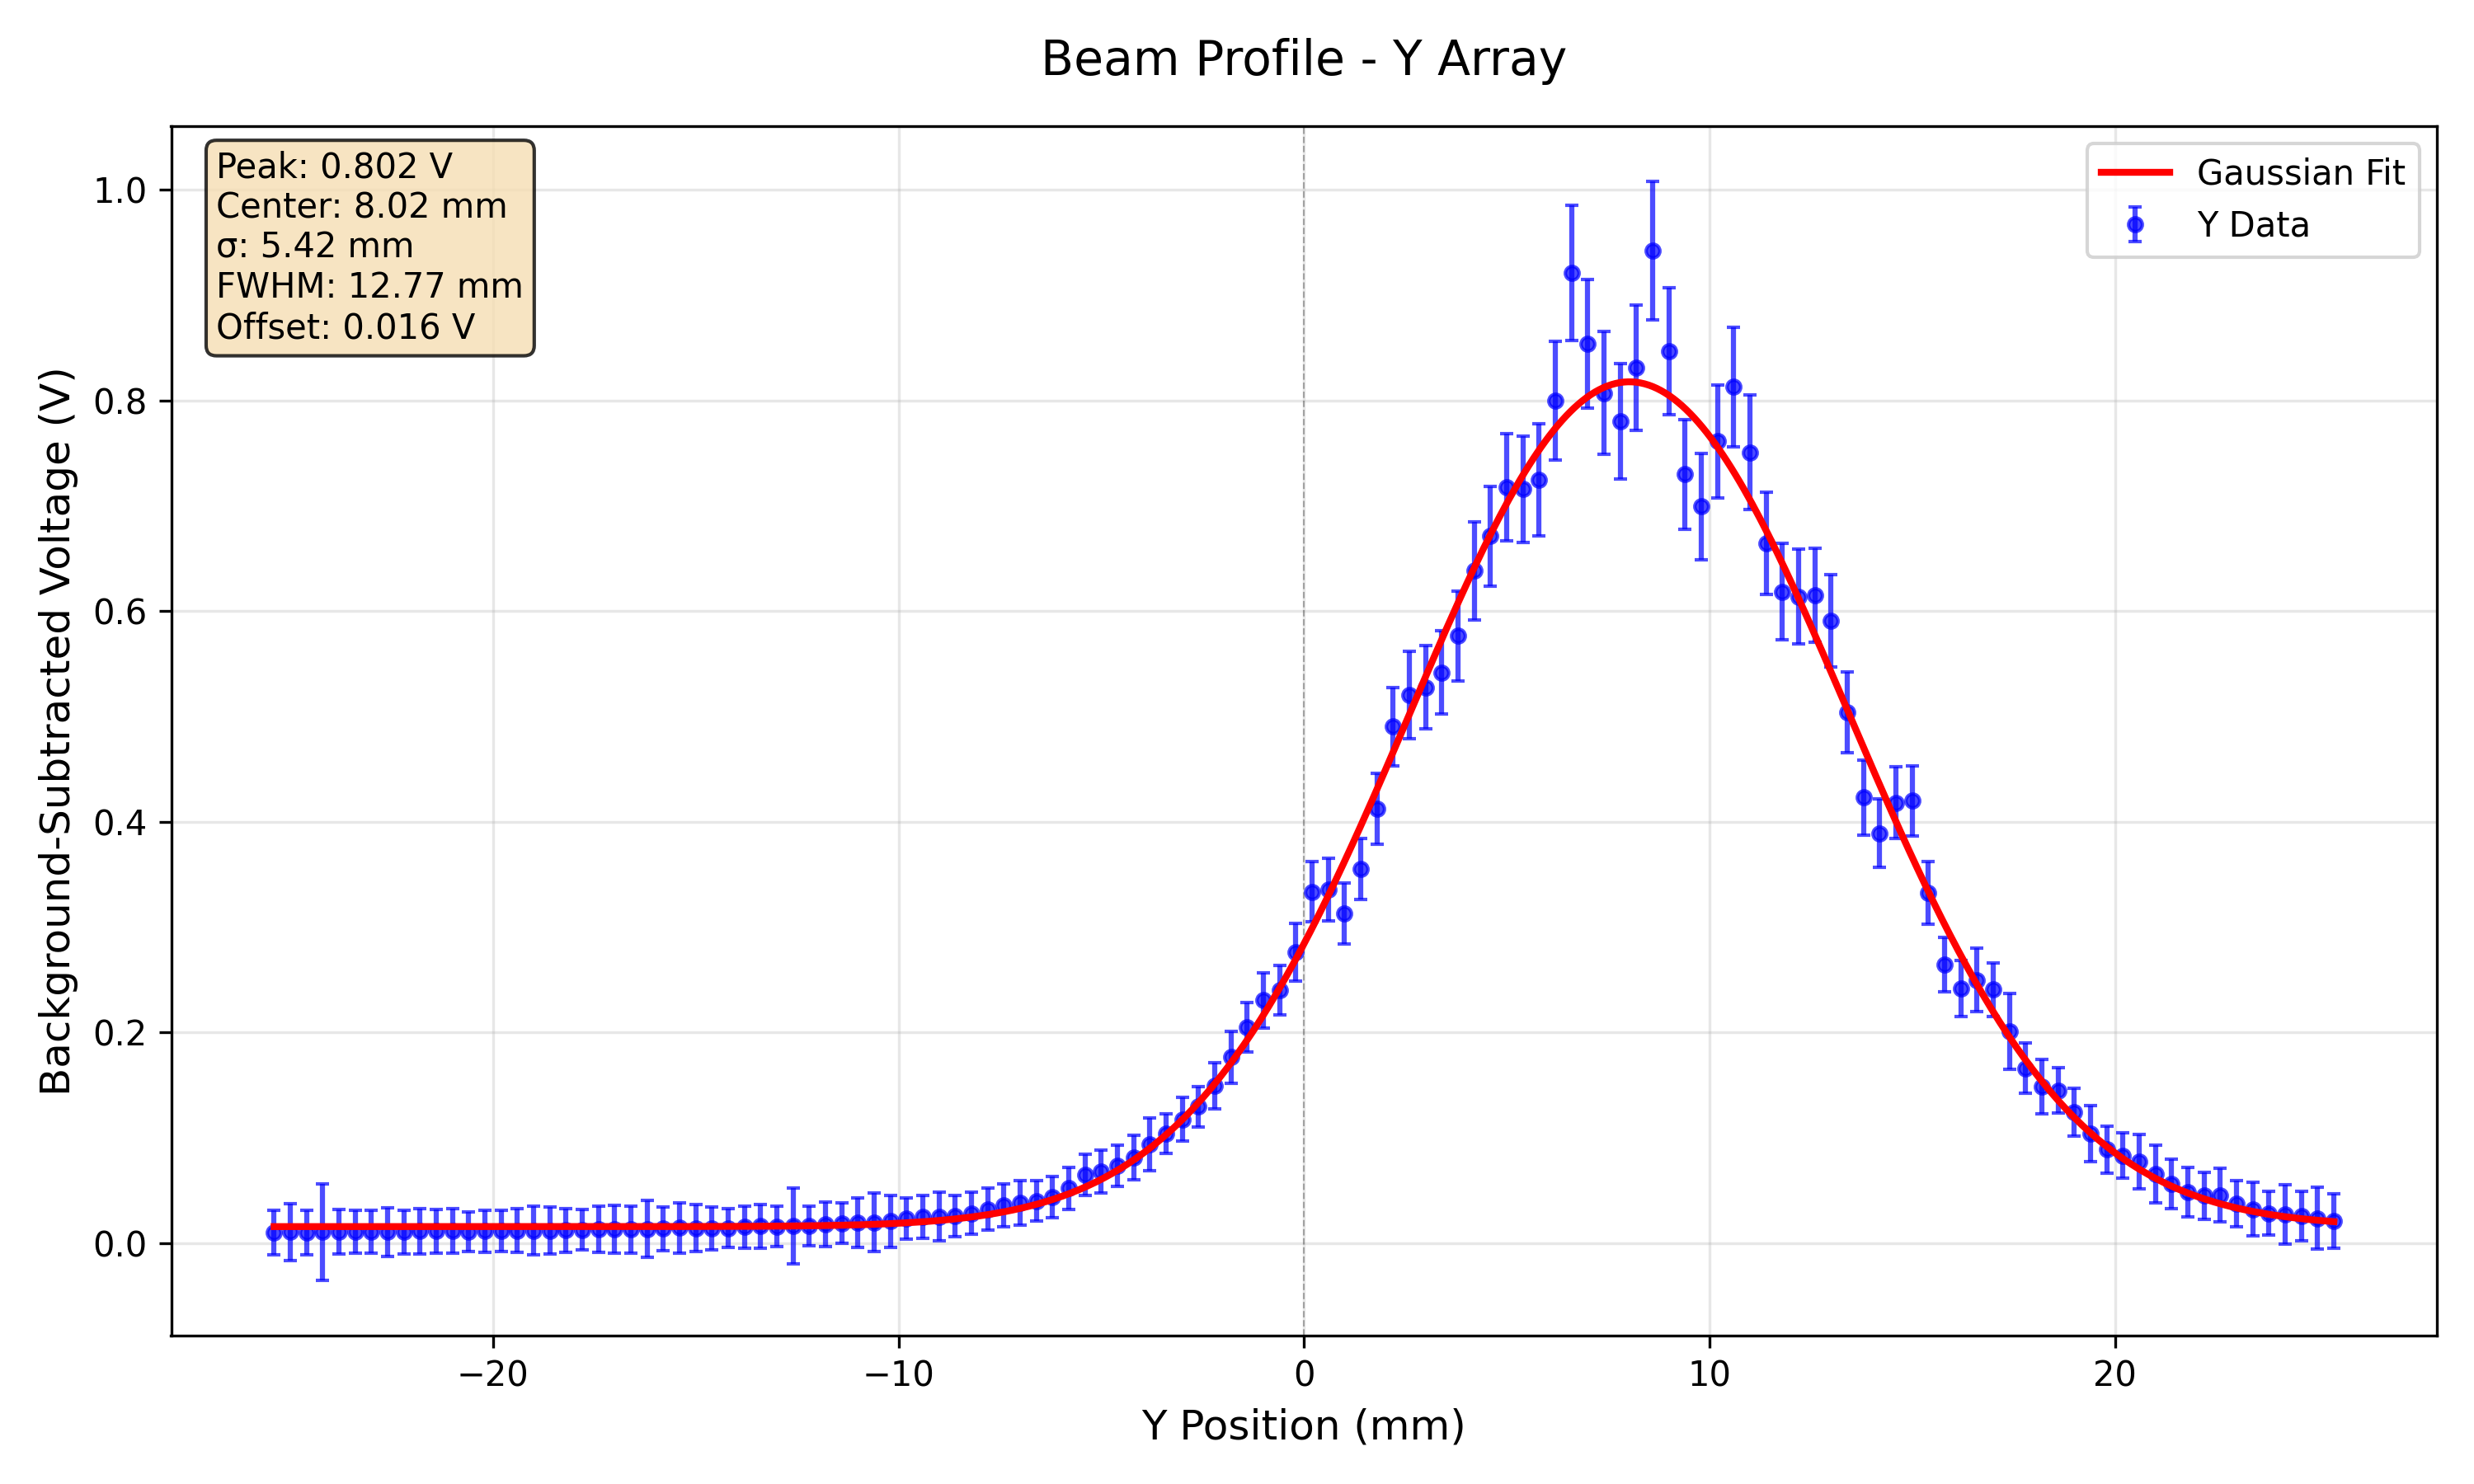 Beam Profile - Y Array
Peak: 0.802 V
Center: 8.02 mm
σ: 5.42 mm
FWHM: 12.77 mm
Offset: 0.016 V
Gaussian Fit
Y Data
Background-Subtracted Voltage (V)
1.0
0.8
0.6
0.4
0.2
0.0
−20
−10
0
10
20
Y Position (mm)